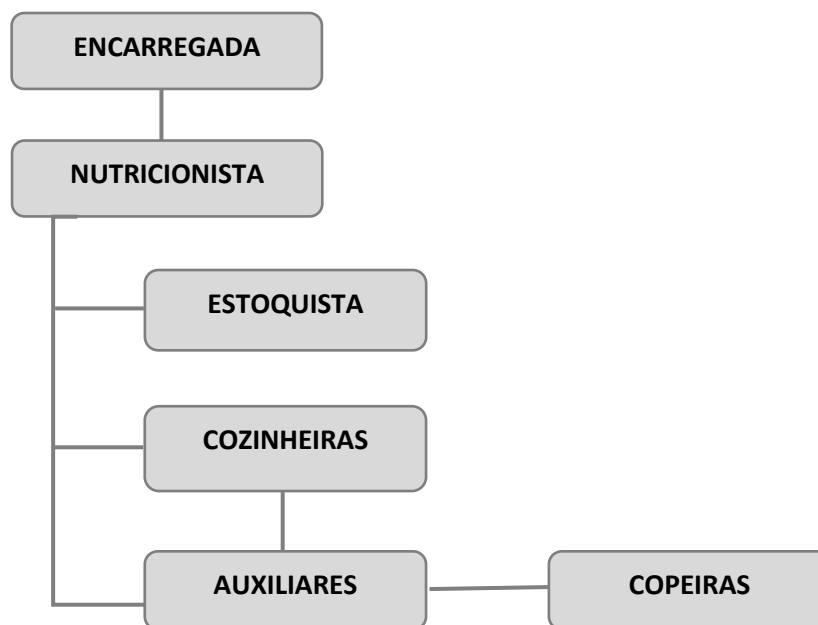 ENCARREGADA
NUTRICIONISTA
ESTOQUISTA
COZINHEIRAS
AUXILIARES
COPEIRAS